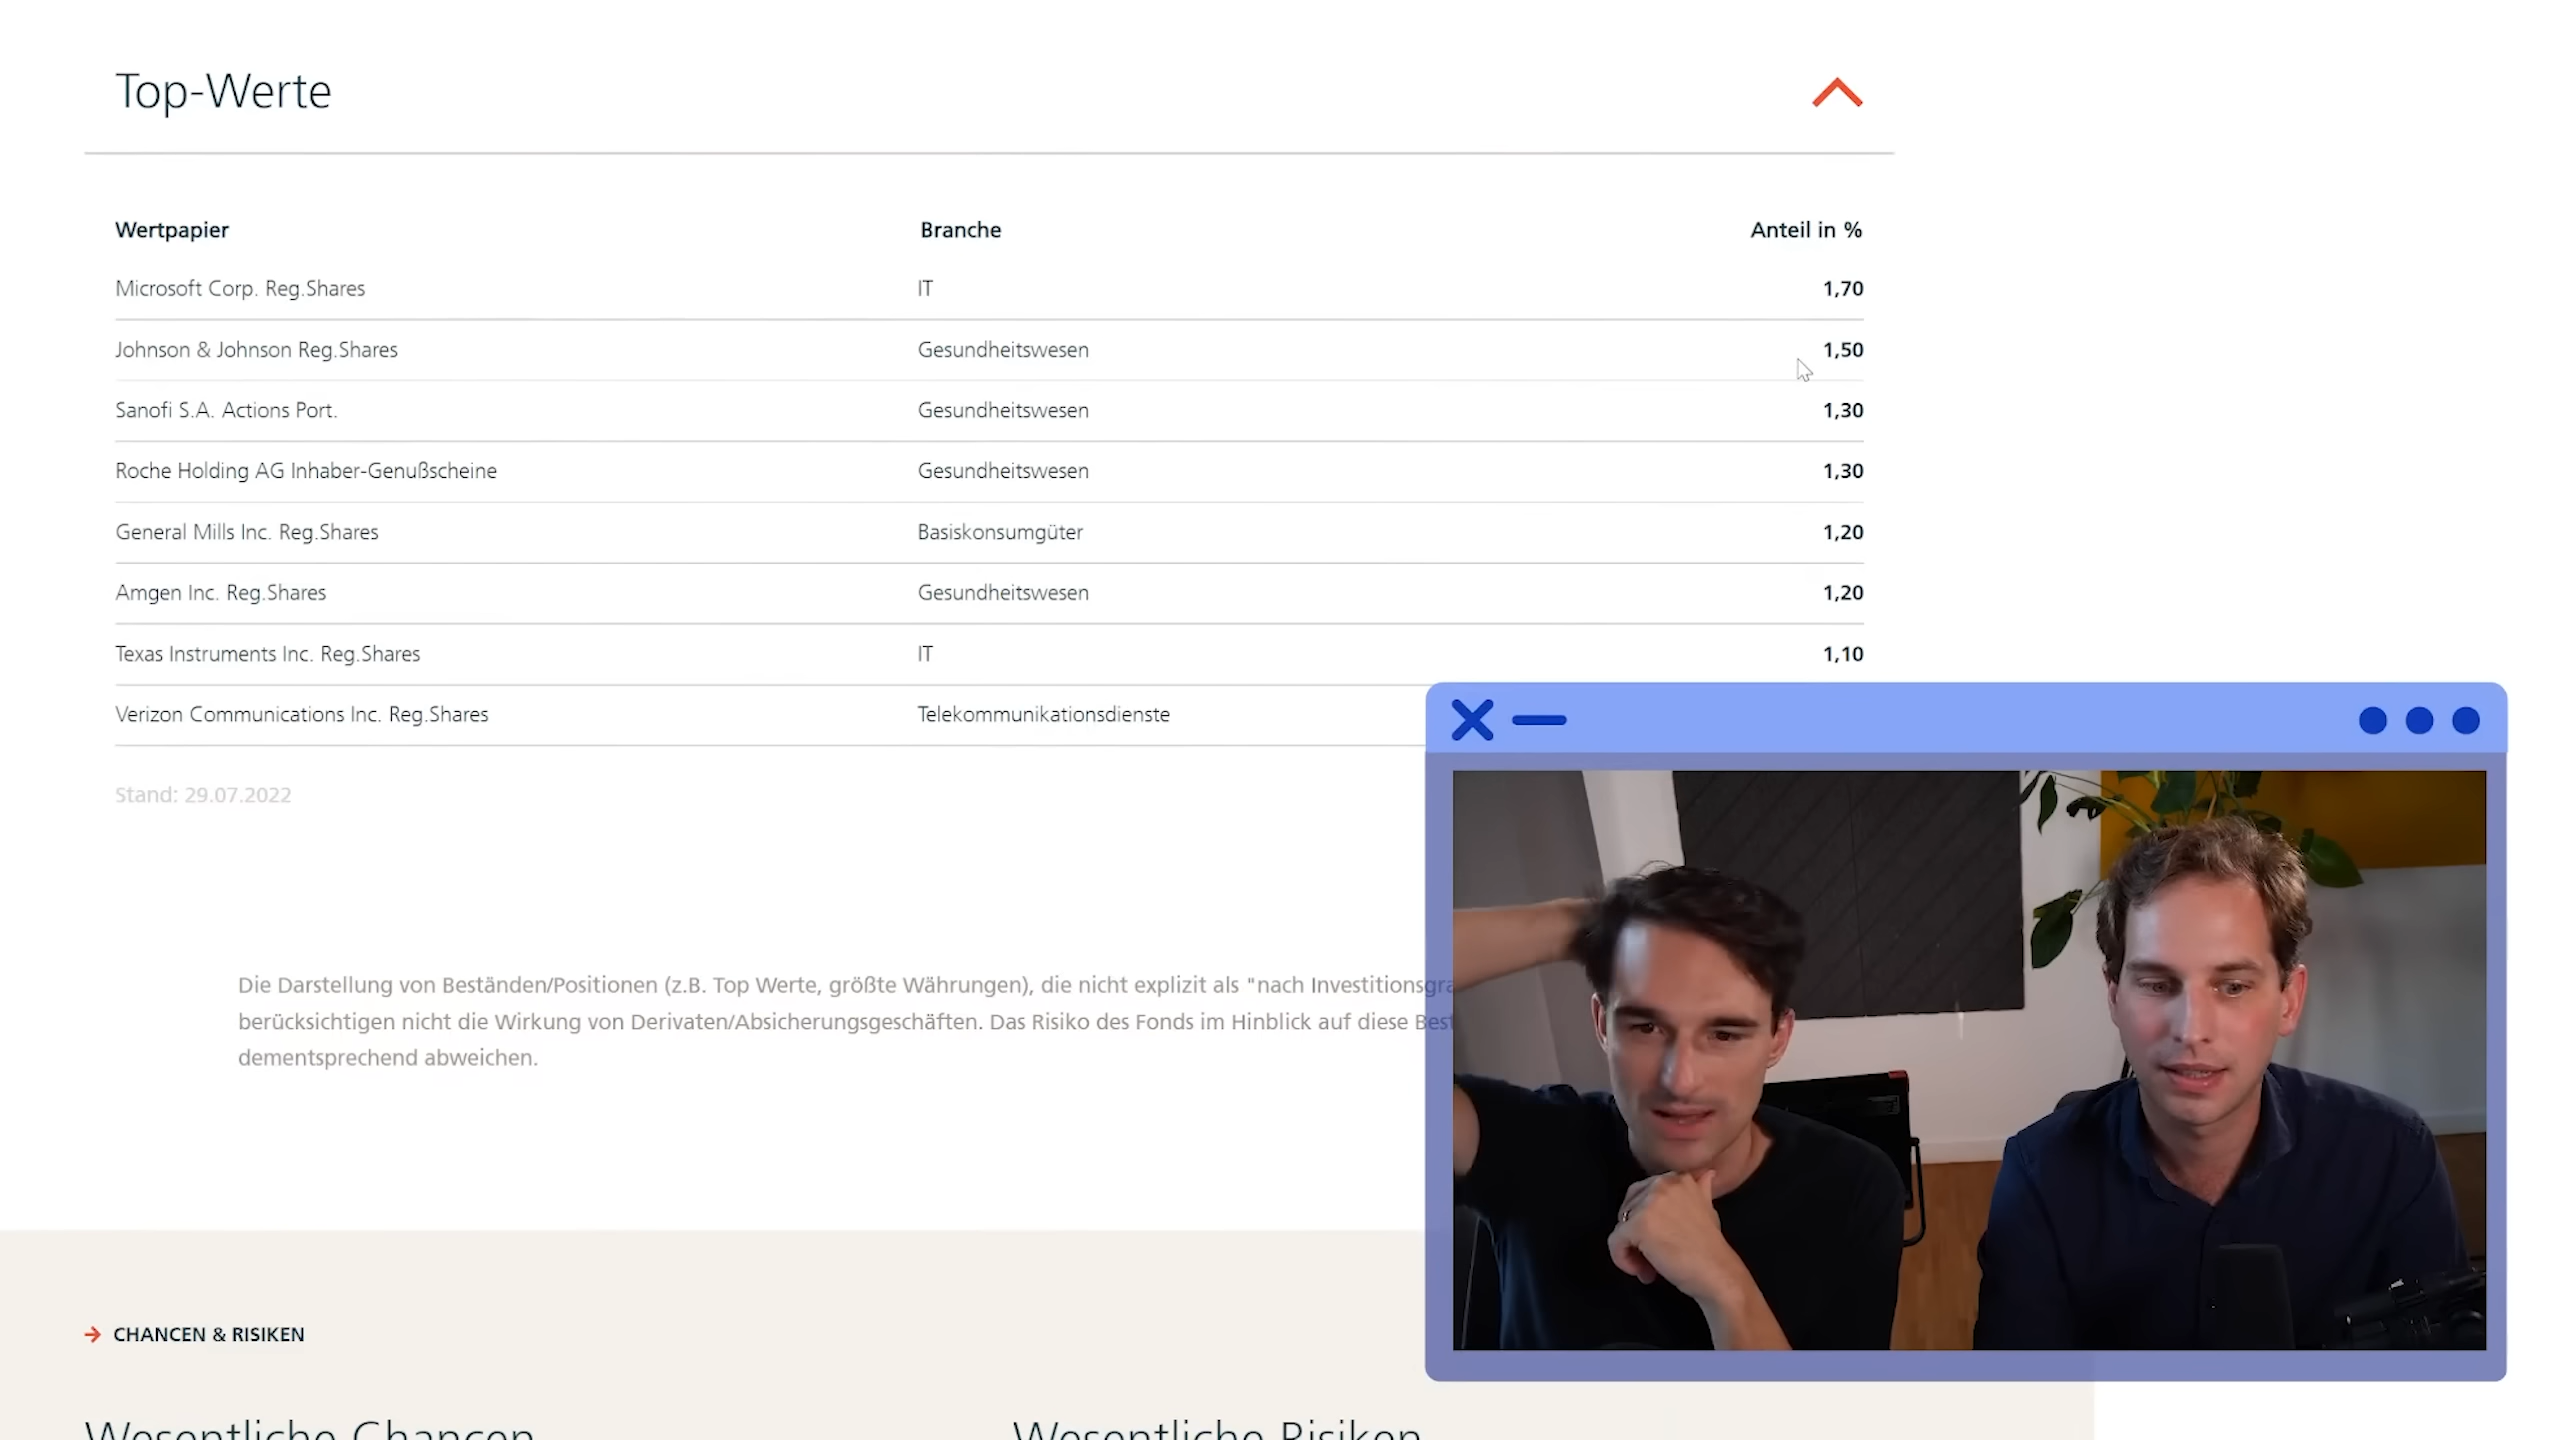 Top-Werte
Wertpapier Branche Anteil in %
Microsoft Corp. Reg.Shares IT 1,70
Johnson & Johnson Reg.Shares Gesundheitswesen 1,50
Sanofi S.A. Actions Port. Gesundheitswesen 1,30
Roche Holding AG Inhaber-Genußscheine Gesundheitswesen 1,30
General Mills Inc. Reg.Shares Basiskonsumgüter 1,20
Amgen Inc. Reg.Shares Gesundheitswesen 1,20
Texas Instruments Inc. Reg.Shares IT 1,10
Verizon Communications Inc. Reg.Shares Telekommunikationsdienste
Stand: 29.07.2022
Die Darstellung von Beständen/Positionen (z.B. Top Werte, größte Währungen), die nicht explizit als "nach
berücksichtigen nicht die Wirkung von Derivaten/Absicherungsgeschäften. Das Risiko des Fonds im Hinblick auf diese
dementsprechend abweichen.
CHANCEN & RISIKEN
Wesentliche Chancen Wesentliche Risiken